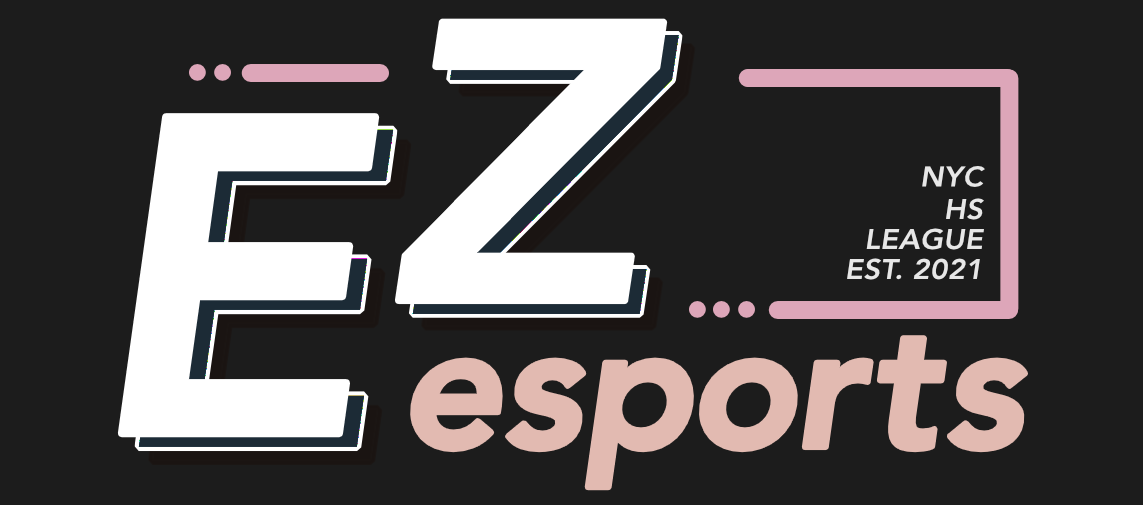 EZ
NYC
HS
LEAGUE
EST. 2021
esports